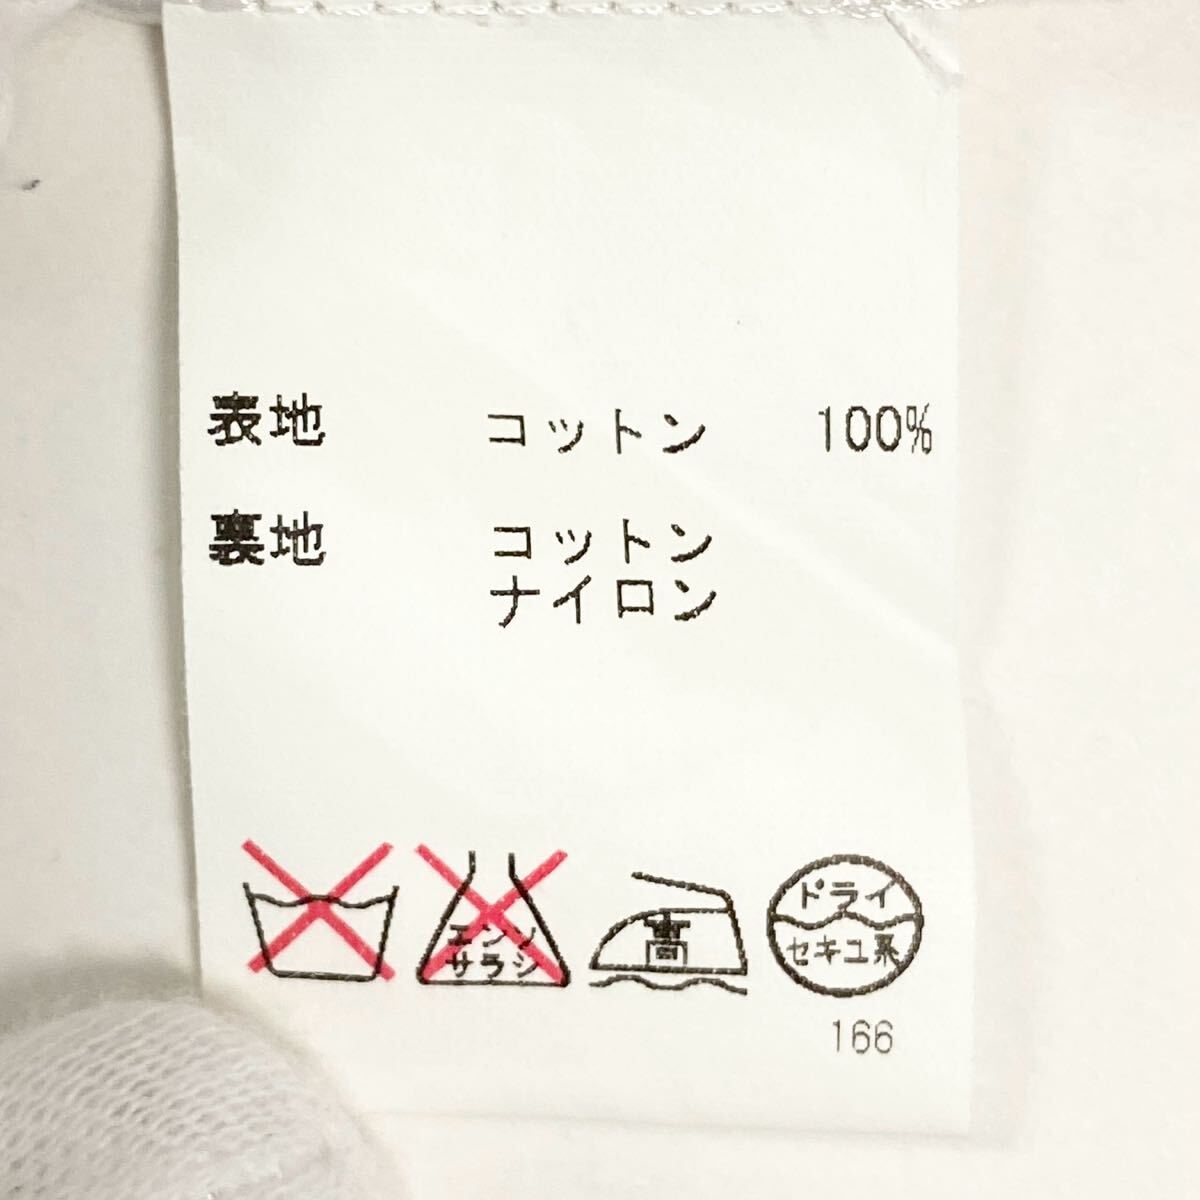 表地 コットン 100%
裏地 コットン
ナイロン
エンソ
サラシ
高
ドライ
セキユ系
166